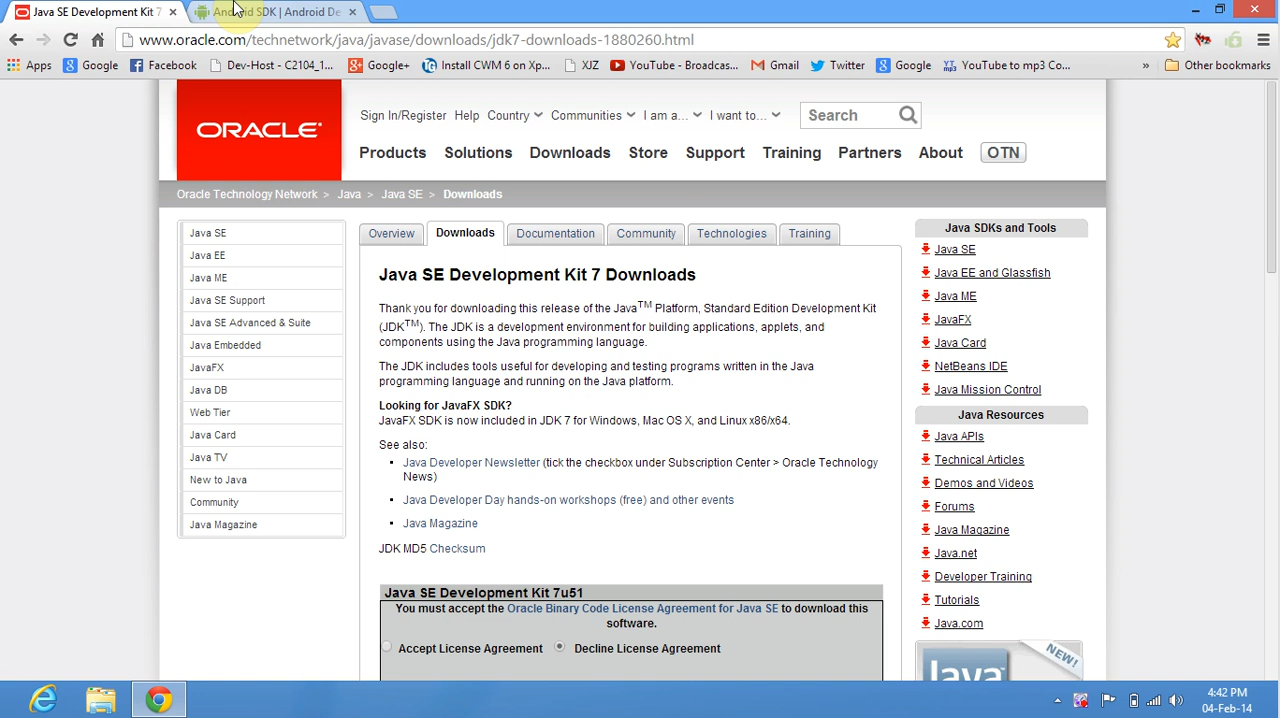 Java SE Development Kit 7
Android SDK | Android De
www.oracle.com/technetwork/java/javase/downloads/jdk7-downloads-1880260.html
Apps Google Facebook Dev-Host - C2104_1... Google+ Install CWM 6 on Xp... XJZ YouTube - Broaso... Gmail Twitter Google YouTube to mp3 Co... » Other bookmarks
ORACLE
Sign In/Register Help Country Communities I am a... I want to... Search
Products Solutions Downloads Store Support Training Partners About OTN
Oracle Technology Network > Java > Java SE > Downloads
Java SE
Java EE
Java ME
Java SE Support
Java SE Advanced & Suite
Java Embedded
JavaFX
Java DB
Web Tier
Java Card
Java TV
New to Java
Community
Java Magazine
Overview Downloads Documentation Community Technologies Training
Java SE Development Kit 7 Downloads
Thank you for downloading this release of the Java™ Platform, Standard Edition Development Kit
(JDK™). The JDK is a development environment for building applications, applets, and
components using the Java programming language.
The JDK includes tools useful for developing and testing programs written in the Java
programming language and running on the Java platform.
Looking for JavaFX SDK?
JavaFX SDK is now included in JDK 7 for Windows, Mac OS X, and Linux x86/x64.
See also:
Java Developer Newsletter (tick the checkbox under Subscription Center > Oracle Technology
News)
Java Developer Day hands-on workshops (free) and other events
Java Magazine
JDK MD5 Checksum
Java SE Development Kit 7u51
You must accept the Oracle Binary Code License Agreement for Java SE to download this
software.
Accept License Agreement Decline License Agreement
Java SDKs and Tools
Java SE
Java EE and Glassfish
Java ME
JavaFX
Java Card
NetBeans IDE
Java Mission Control
Java Resources
Java APIs
Technical Articles
Demos and Videos
Forums
Java Magazine
Java.net
Developer Training
Tutorials
Java.com
NEW!
Java
4:42 PM
04-Feb-14